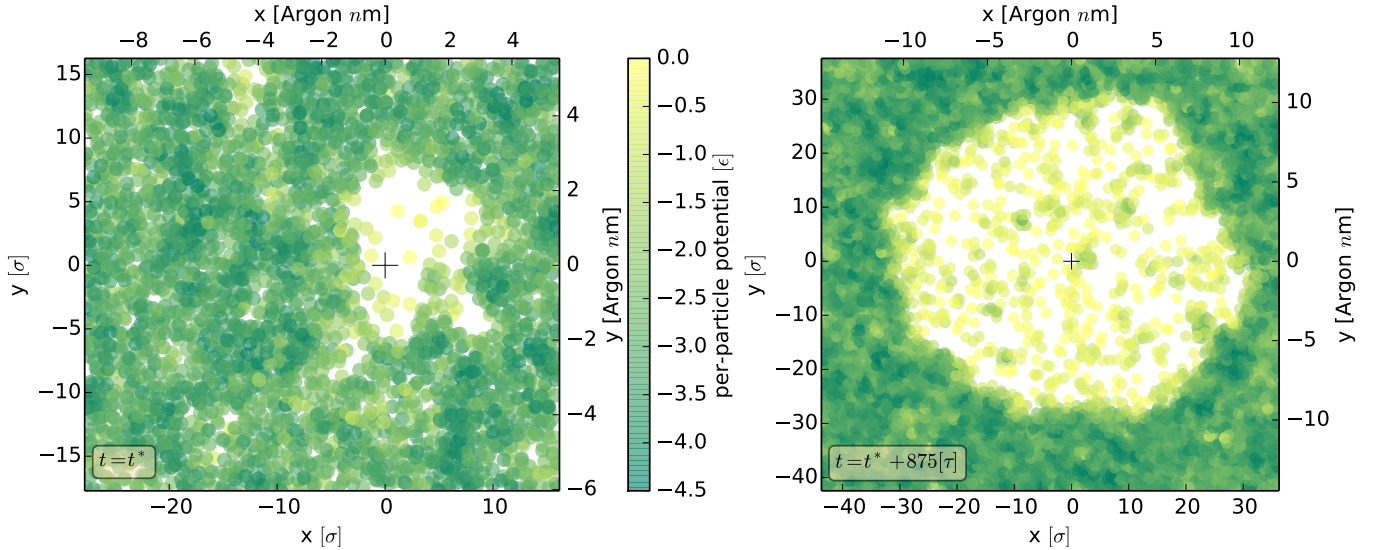 x [Argon nm]
−8 −6 −4 −2 0 2 4
15
10
5
0
−5
−10
−15
y [σ]
4
2
0
−2
−4
−6
y [Argon nm]
−20 −10 0 10
x [σ]
t=t*
0.0
−0.5
−1.0
−1.5
−2.0
−2.5
−3.0
−3.5
−4.0
−4.5
per-particle potential [ϵ]
x [Argon nm]
−10 −5 0 5 10
30
20
10
0
−10
−20
−30
−40
y [σ]
10
5
0
−5
−10
y [Argon nm]
−40 −30 −20 −10 0 10 20 30
x [σ]
t=t* +875[τ]